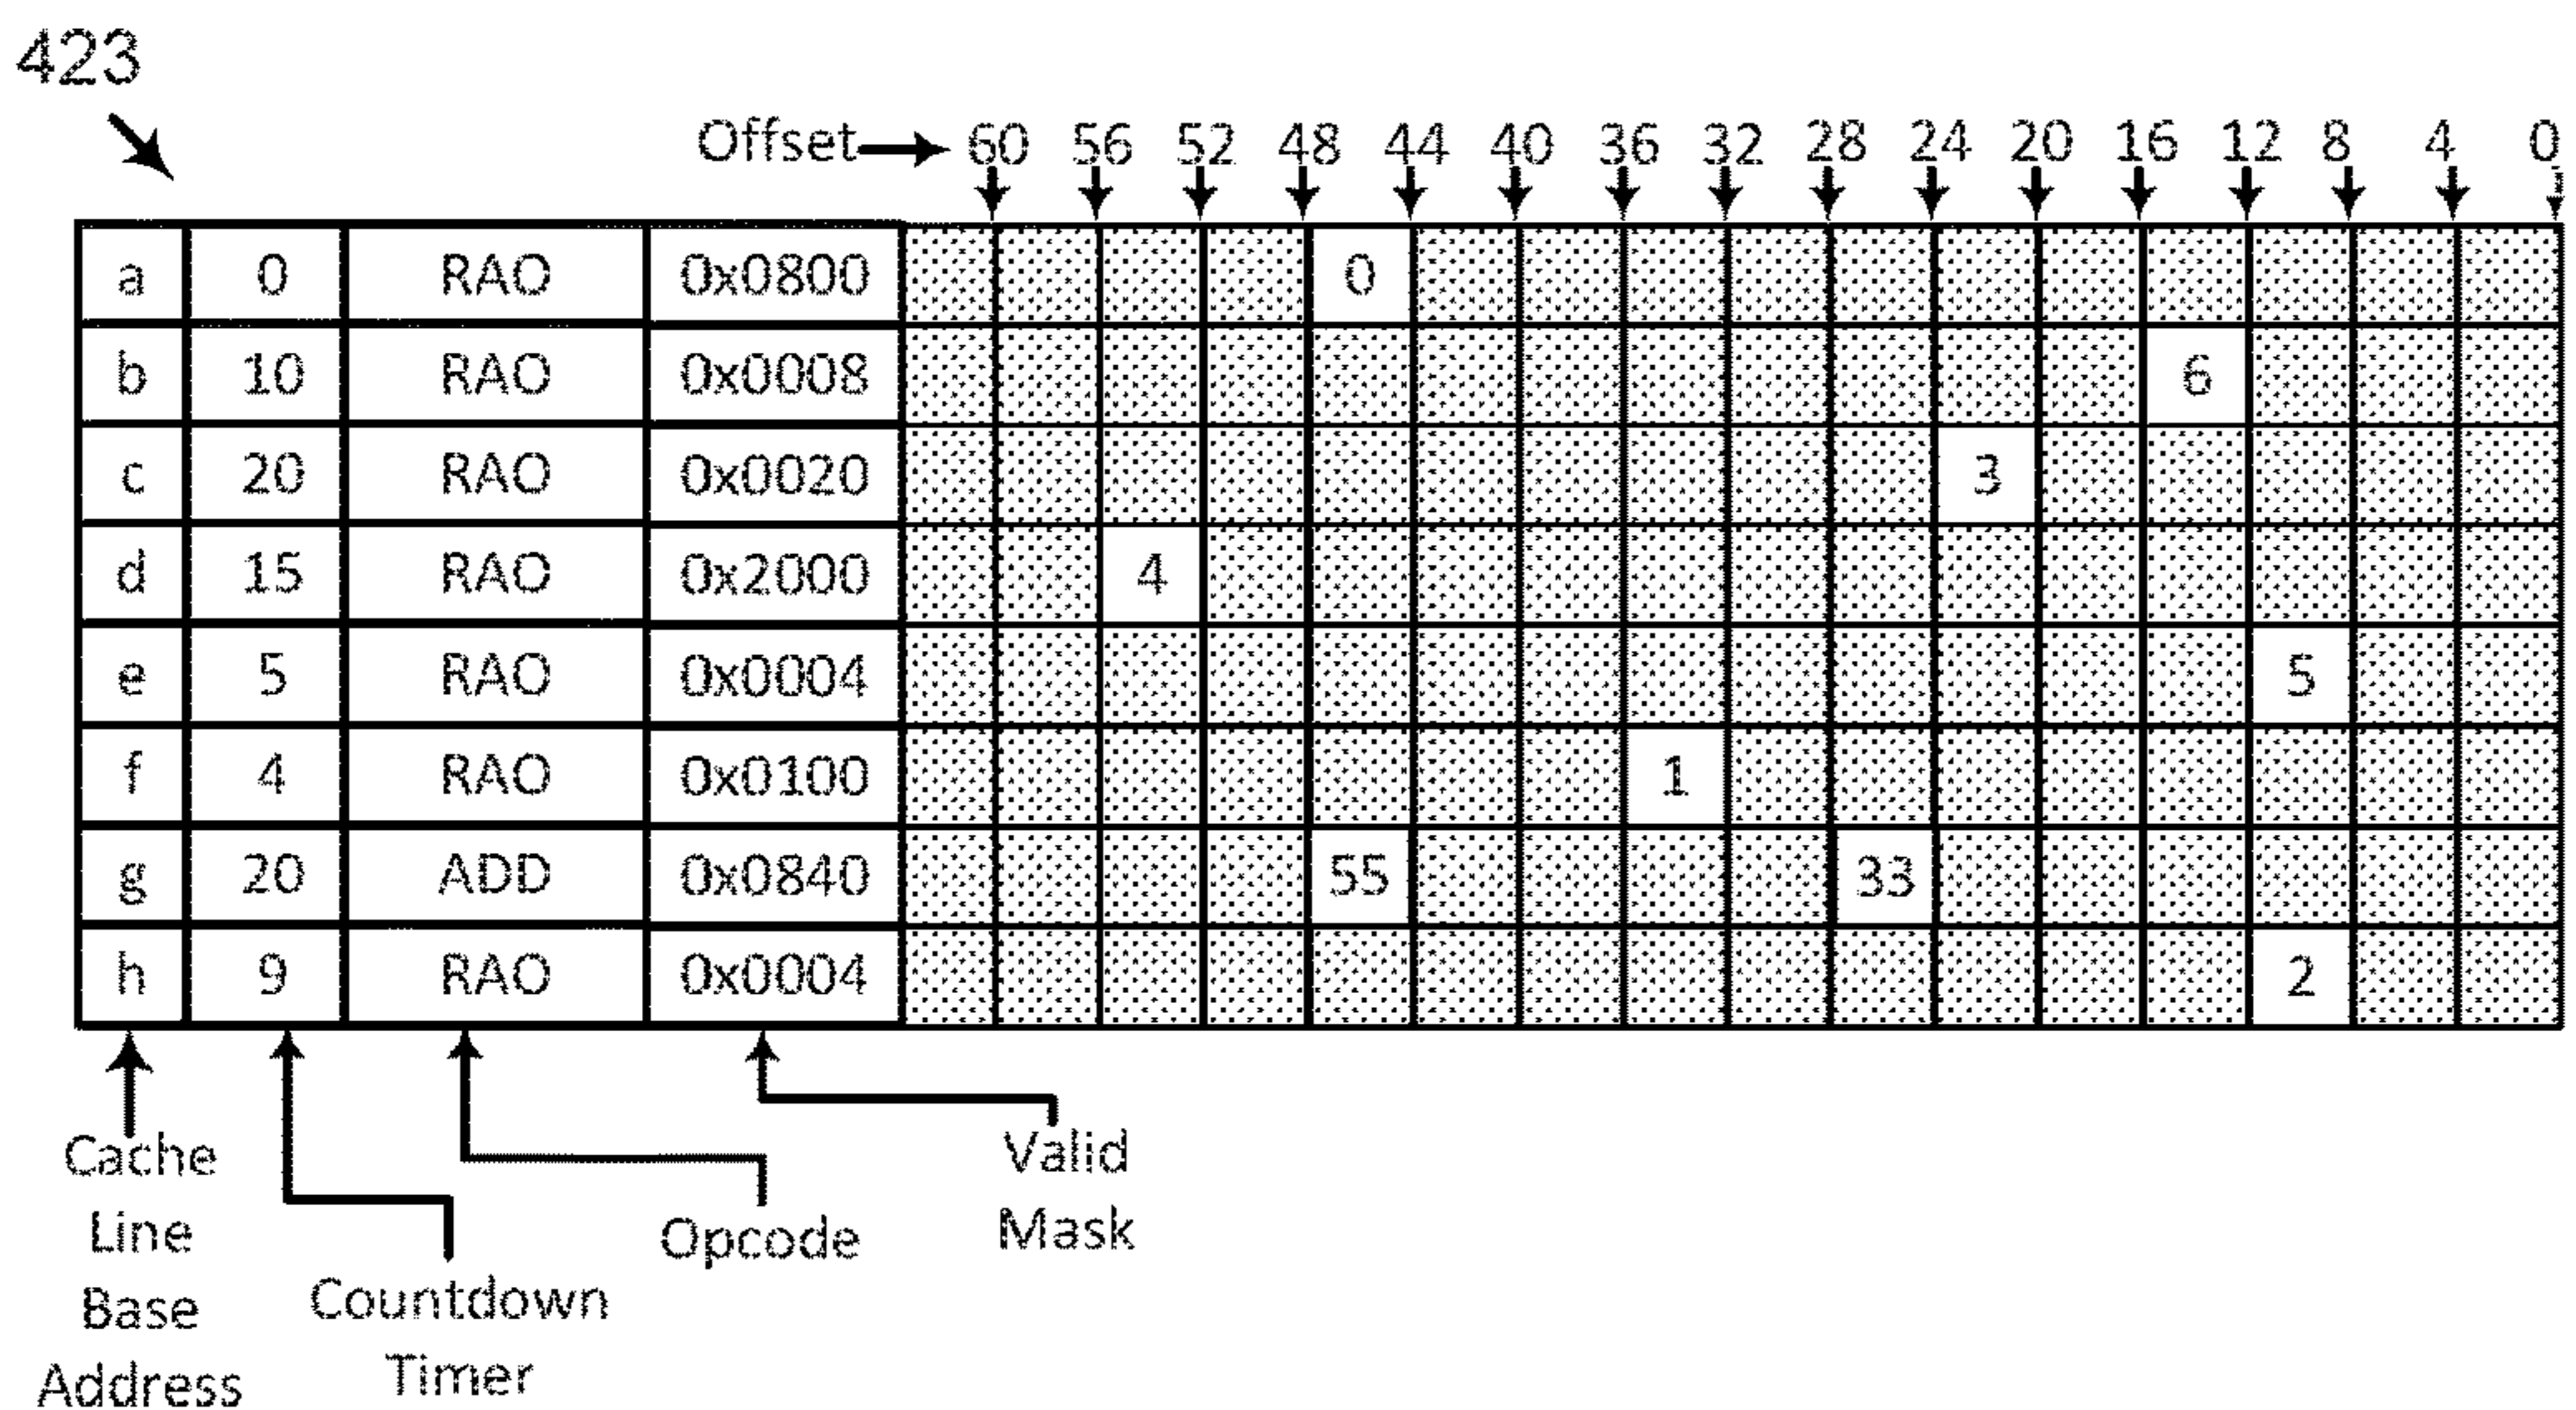 423
Offset 60 56 52 48 44 40 36 32 28 24 20 16 12 8 4 0
a 0 RAO 0x0800 0
b 10 RAO 0x0008 6
c 20 RAO 0x0020 3
d 15 RAO 0x2000 4
e 5 RAO 0x0004 5
f 4 RAO 0x0100 1
g 20 ADD 0x0840 55 33
h 9 RAO 0x0004 2
Cache
Line
Base
Address
Countdown
Timer
Opcode
Valid
Mask